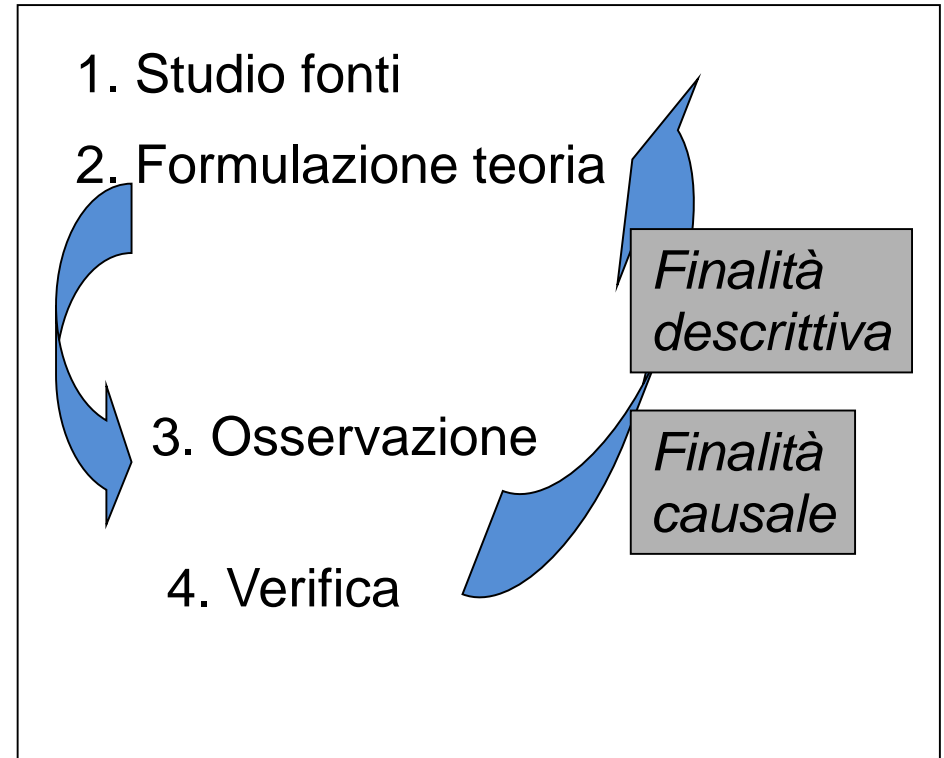 1. Studio fonti
2. Formulazione teoria
Finalità
descrittiva
3. Osservazione
Finalità
causale
4. Verifica